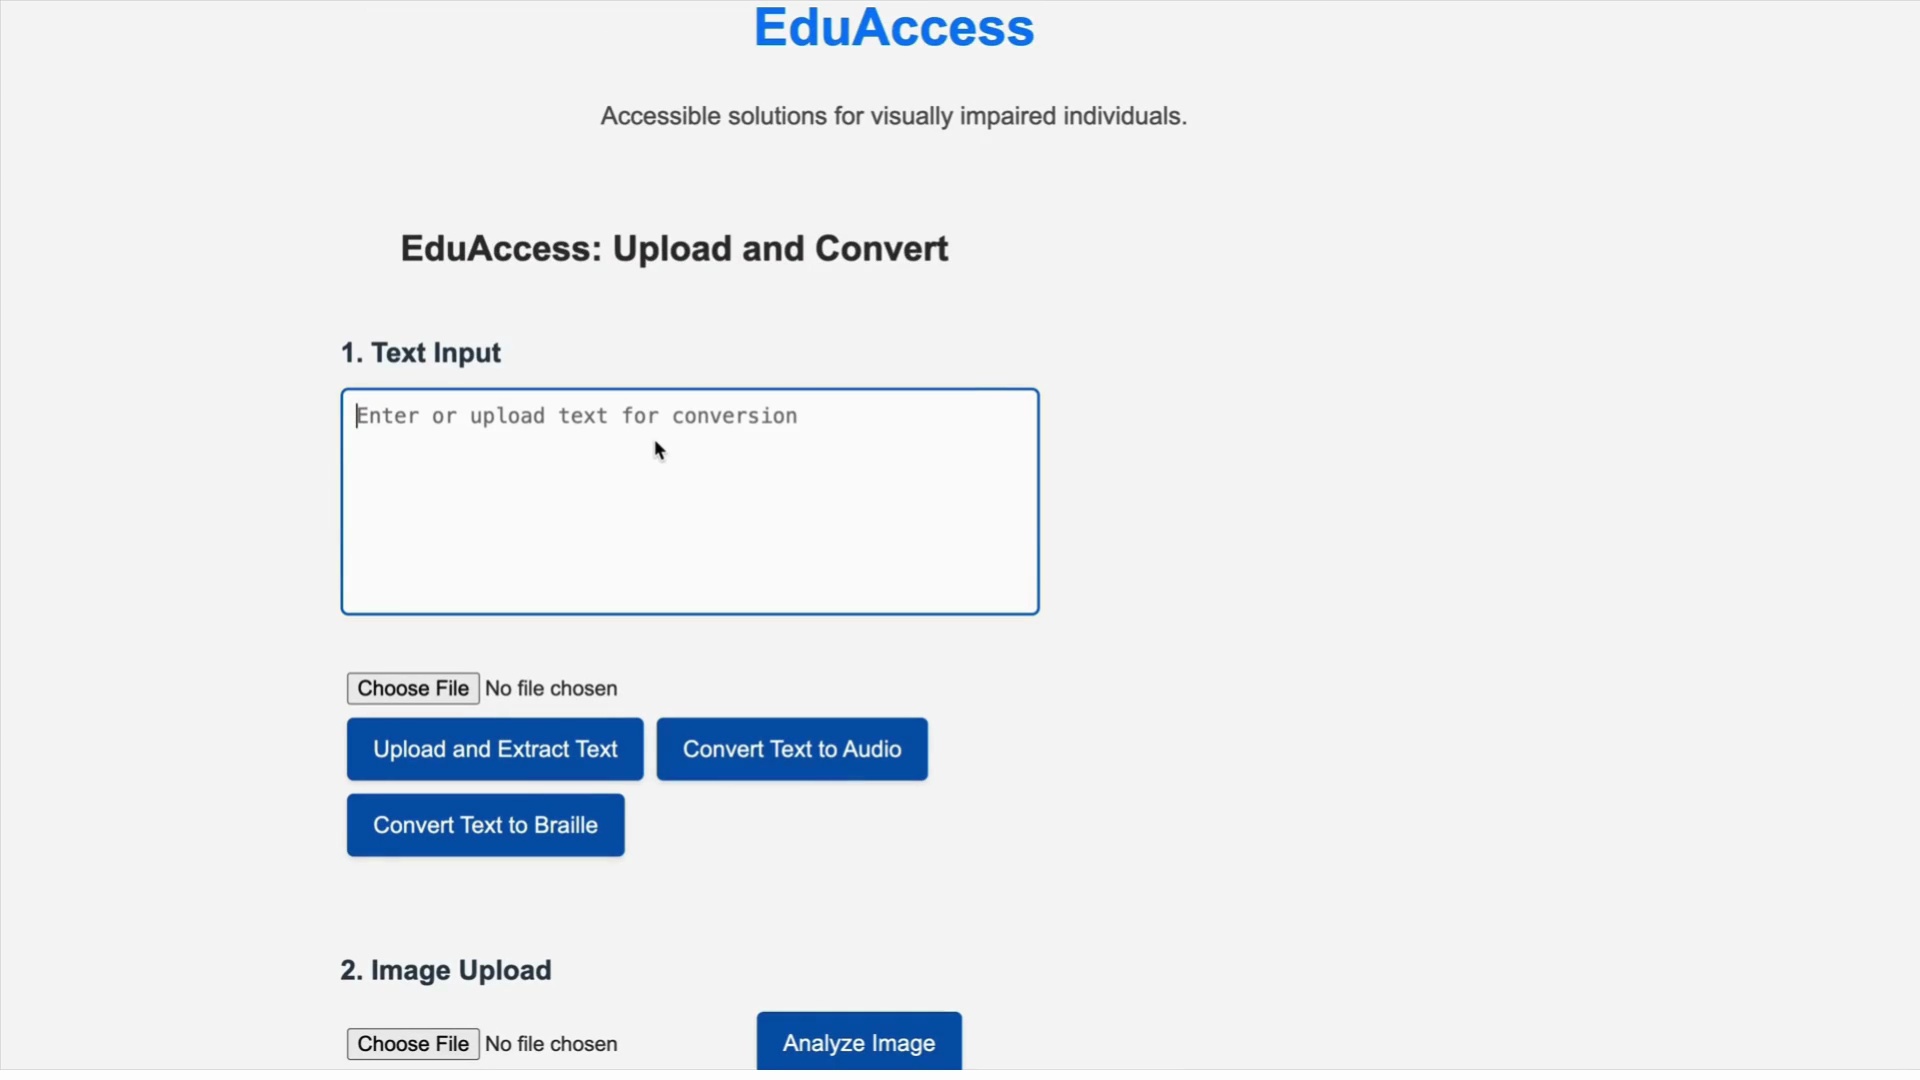 EduAccess
Accessible solutions for visually impaired individuals.
EduAccess: Upload and Convert
1. Text Input
Enter or upload text for conversion
Choose File No file chosen
Upload and Extract Text Convert Text to Audio
Convert Text to Braille
2. Image Upload
Choose File No file chosen Analyze Image